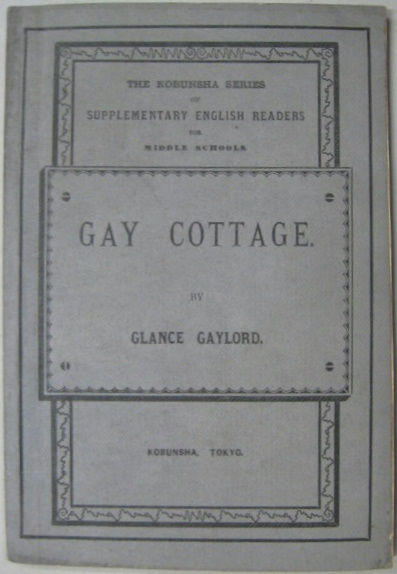 THE KOBUNSHA SERIES
OF
SUPPLEMENTARY ENGLISH READERS
FOR
MIDDLE SCHOOLS
GAY COTTAGE.
BY
GLANCE GAYLORD.
KOBUNSHA, TOKYO.